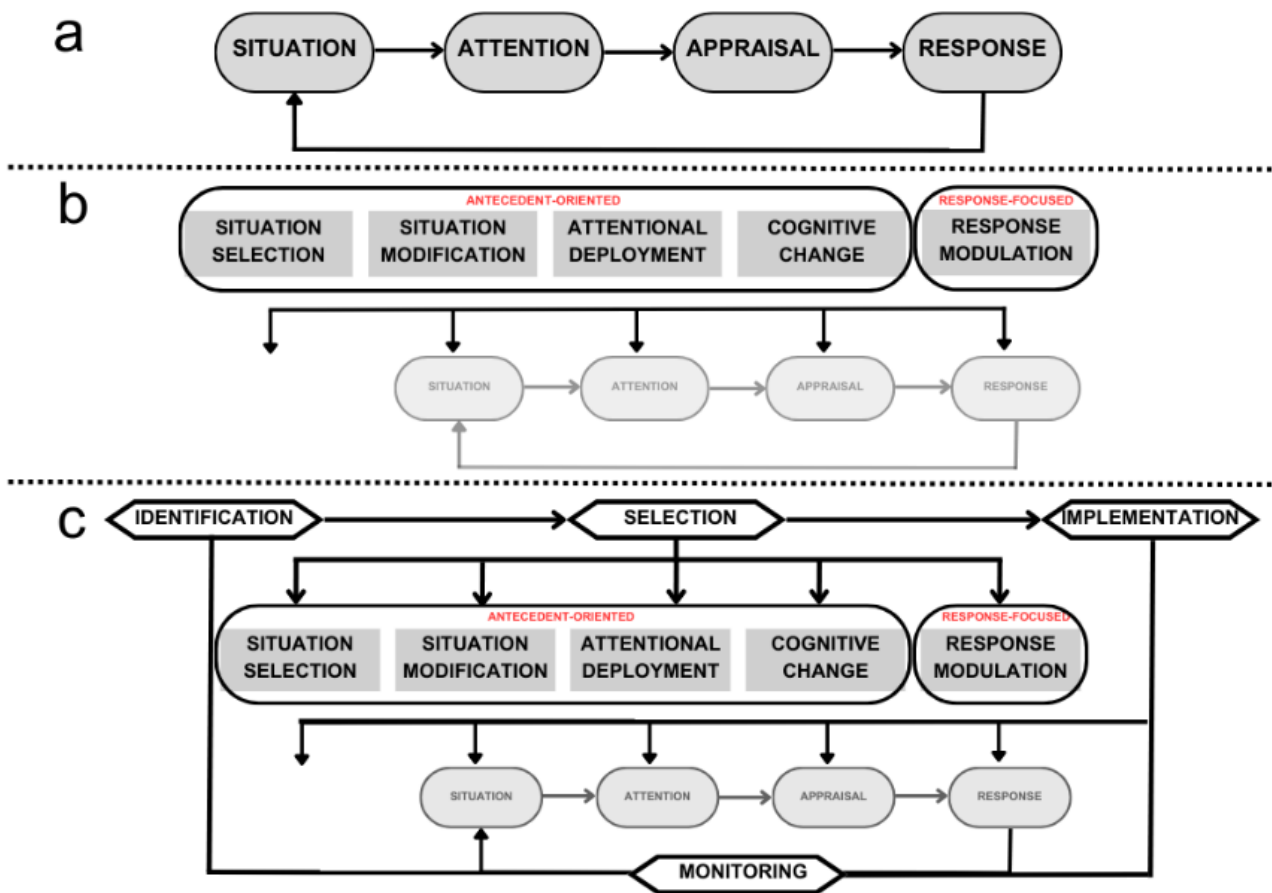 a
SITUATION
ATTENTION
APPRAISAL
RESPONSE
b
ANTECEDENT-ORIENTED
RESPONSE-FOCUSED
SITUATION
SELECTION
SITUATION
MODIFICATION
ATTENTIONAL
DEPLOYMENT
COGNITIVE
CHANGE
RESPONSE
MODULATION
SITUATION
ATTENTION
APPRAISAL
RESPONSE
c
IDENTIFICATION
SELECTION
IMPLEMENTATION
ANTECEDENT-ORIENTED
RESPONSE-FOCUSED
SITUATION
SELECTION
SITUATION
MODIFICATION
ATTENTIONAL
DEPLOYMENT
COGNITIVE
CHANGE
RESPONSE
MODULATION
SITUATION
ATTENTION
APPRAISAL
RESPONSE
MONITORING